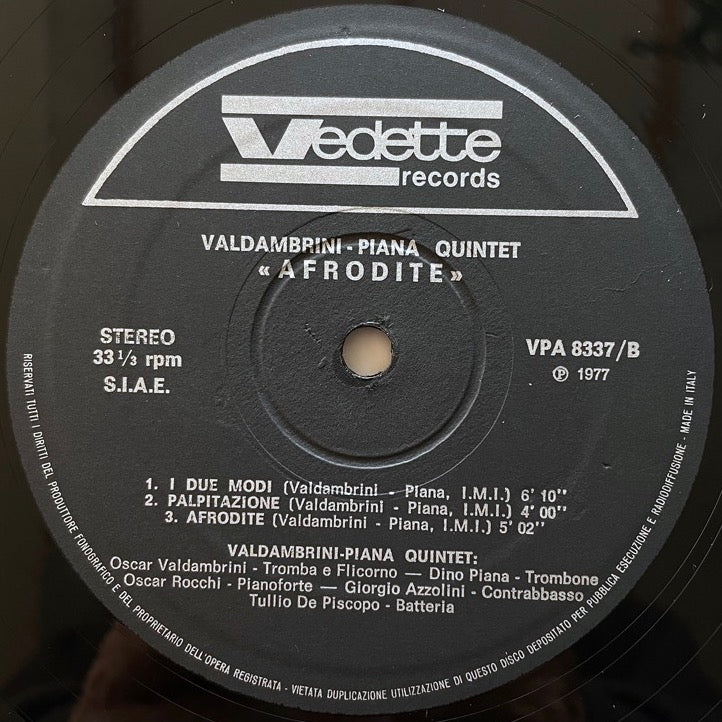 Vedette
records
VALDAMBRINI - PIANA QUINTET
« AFRODITE »
STEREO
33 1/3 rpm
S.I.A.E.
VPA 8337/B
Ⓟ 1977
1. I DUE MODI (Valdambrini - Piana, I.M.I.) 6' 10''
2. PALPITAZIONE (Valdambrini - Piana, I.M.I.) 4' 00''
3. AFRODITE (Valdambrini - Piana, I.M.I.) 5' 02''
VALDAMBRINI-PIANA QUINTET:
Oscar Valdambrini - Tromba e Flicorno — Dino Piana - Trombone
Oscar Rocchi - Pianoforte — Giorgio Azzolini - Contrabbasso
Tullio De Piscopo - Batteria
RISERVATI TUTTI I DIRITTI DEL PRODUTTORE FONOGRAFICO E DEL PROPRIETARIO DELL'OPERA REGISTRATA - VIETATA DUPLICAZIONE UTILIZZAZIONE DI QUESTO DISCO DEPOSITATO PER PUBBLICA ESECUZIONE E RADIODIFFUSIONE - MADE IN ITALY